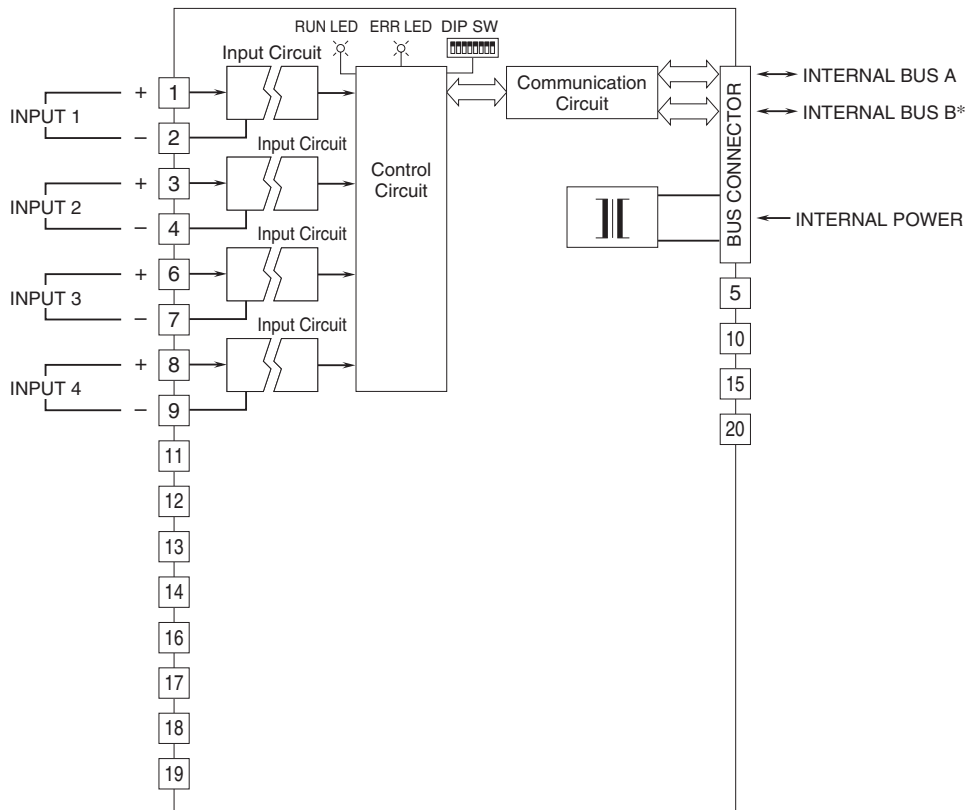 RUN LED ERR LED DIP SW
Input Circuit
INPUT 1
+ 1
− 2
Input Circuit
INPUT 2
+ 3
− 4
Input Circuit
INPUT 3
+ 6
− 7
Input Circuit
INPUT 4
+ 8
− 9
11
12
13
14
16
17
18
19
Control
Circuit
Communication
Circuit
BUS CONNECTOR
INTERNAL BUS A
INTERNAL BUS B*
INTERNAL POWER
5
10
15
20